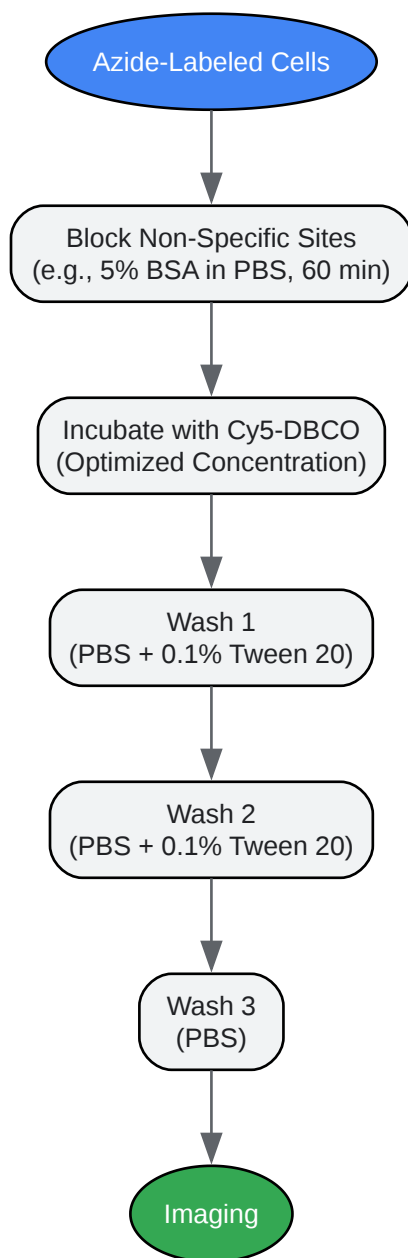 Azide-Labeled Cells
Block Non-Specific Sites
(e.g., 5% BSA in PBS, 60 min)
Incubate with Cy5-DBCO
(Optimized Concentration)
Wash 1
(PBS + 0.1% Tween 20)
Wash 2
(PBS + 0.1% Tween 20)
Wash 3
(PBS)
Imaging